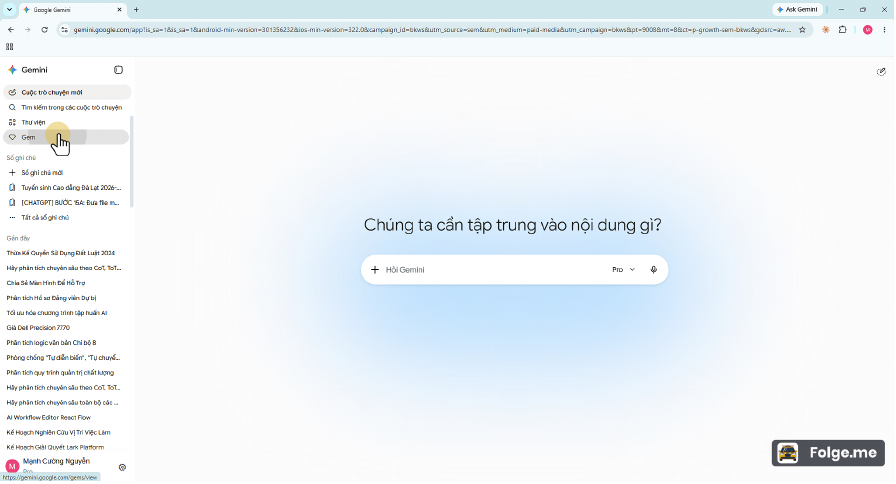 Google Gemini
Ask Gemini
gemini.google.com/app?is_sa=1&is_sa=1&android-min-version=301356232&ios-min-version=322.0&campaign_id=bkws&utm_source=sem&utm_medium=paid-media&utm_campaign=bkws&pt=9008&mt=8&ct=p-growth-sem-bkws&gclsrc=aw....
M
Gemini
Cuộc trò chuyện mới
Tìm kiếm trong các cuộc trò chuyện
Thư viện
Gem
Sổ ghi chú
Sổ ghi chú mới
Tuyển sinh Cao đẳng Đà Lạt 2026-...
[CHATGPT] BƯỚC 15A: Đưa file m...
Tất cả sổ ghi chú
Gần đây
Thừa Kế Quyền Sử Dụng Đất Luật 2024
Hãy phân tích chuyên sâu theo CoT, ToT...
Chia Sẻ Màn Hình Để Hỗ Trợ
Phân tích Hồ sơ Đảng viên Dự bị
Tối ưu hóa chương trình tập huấn AI
Giá Dell Precision 7770
Phân tích logic văn bản Chi bộ 8
Phòng chống "Tự diễn biến", "Tự chuyể...
Phân tích quy trình quản trị chất lượng
Hãy phân tích chuyên sâu theo CoT, ToT...
Hãy phân tích chuyên sâu toàn bộ các ...
AI Workflow Editor React Flow
Kế Hoạch Nghiên Cứu Vị Trí Việc Làm
Kế Hoạch Giải Quyết Lark Platform
M
Mạnh Cường Nguyễn
Pro
https://gemini.google.com/gems/view
Chúng ta cần tập trung vào nội dung gì?
Hỏi Gemini
Pro
Folge.me